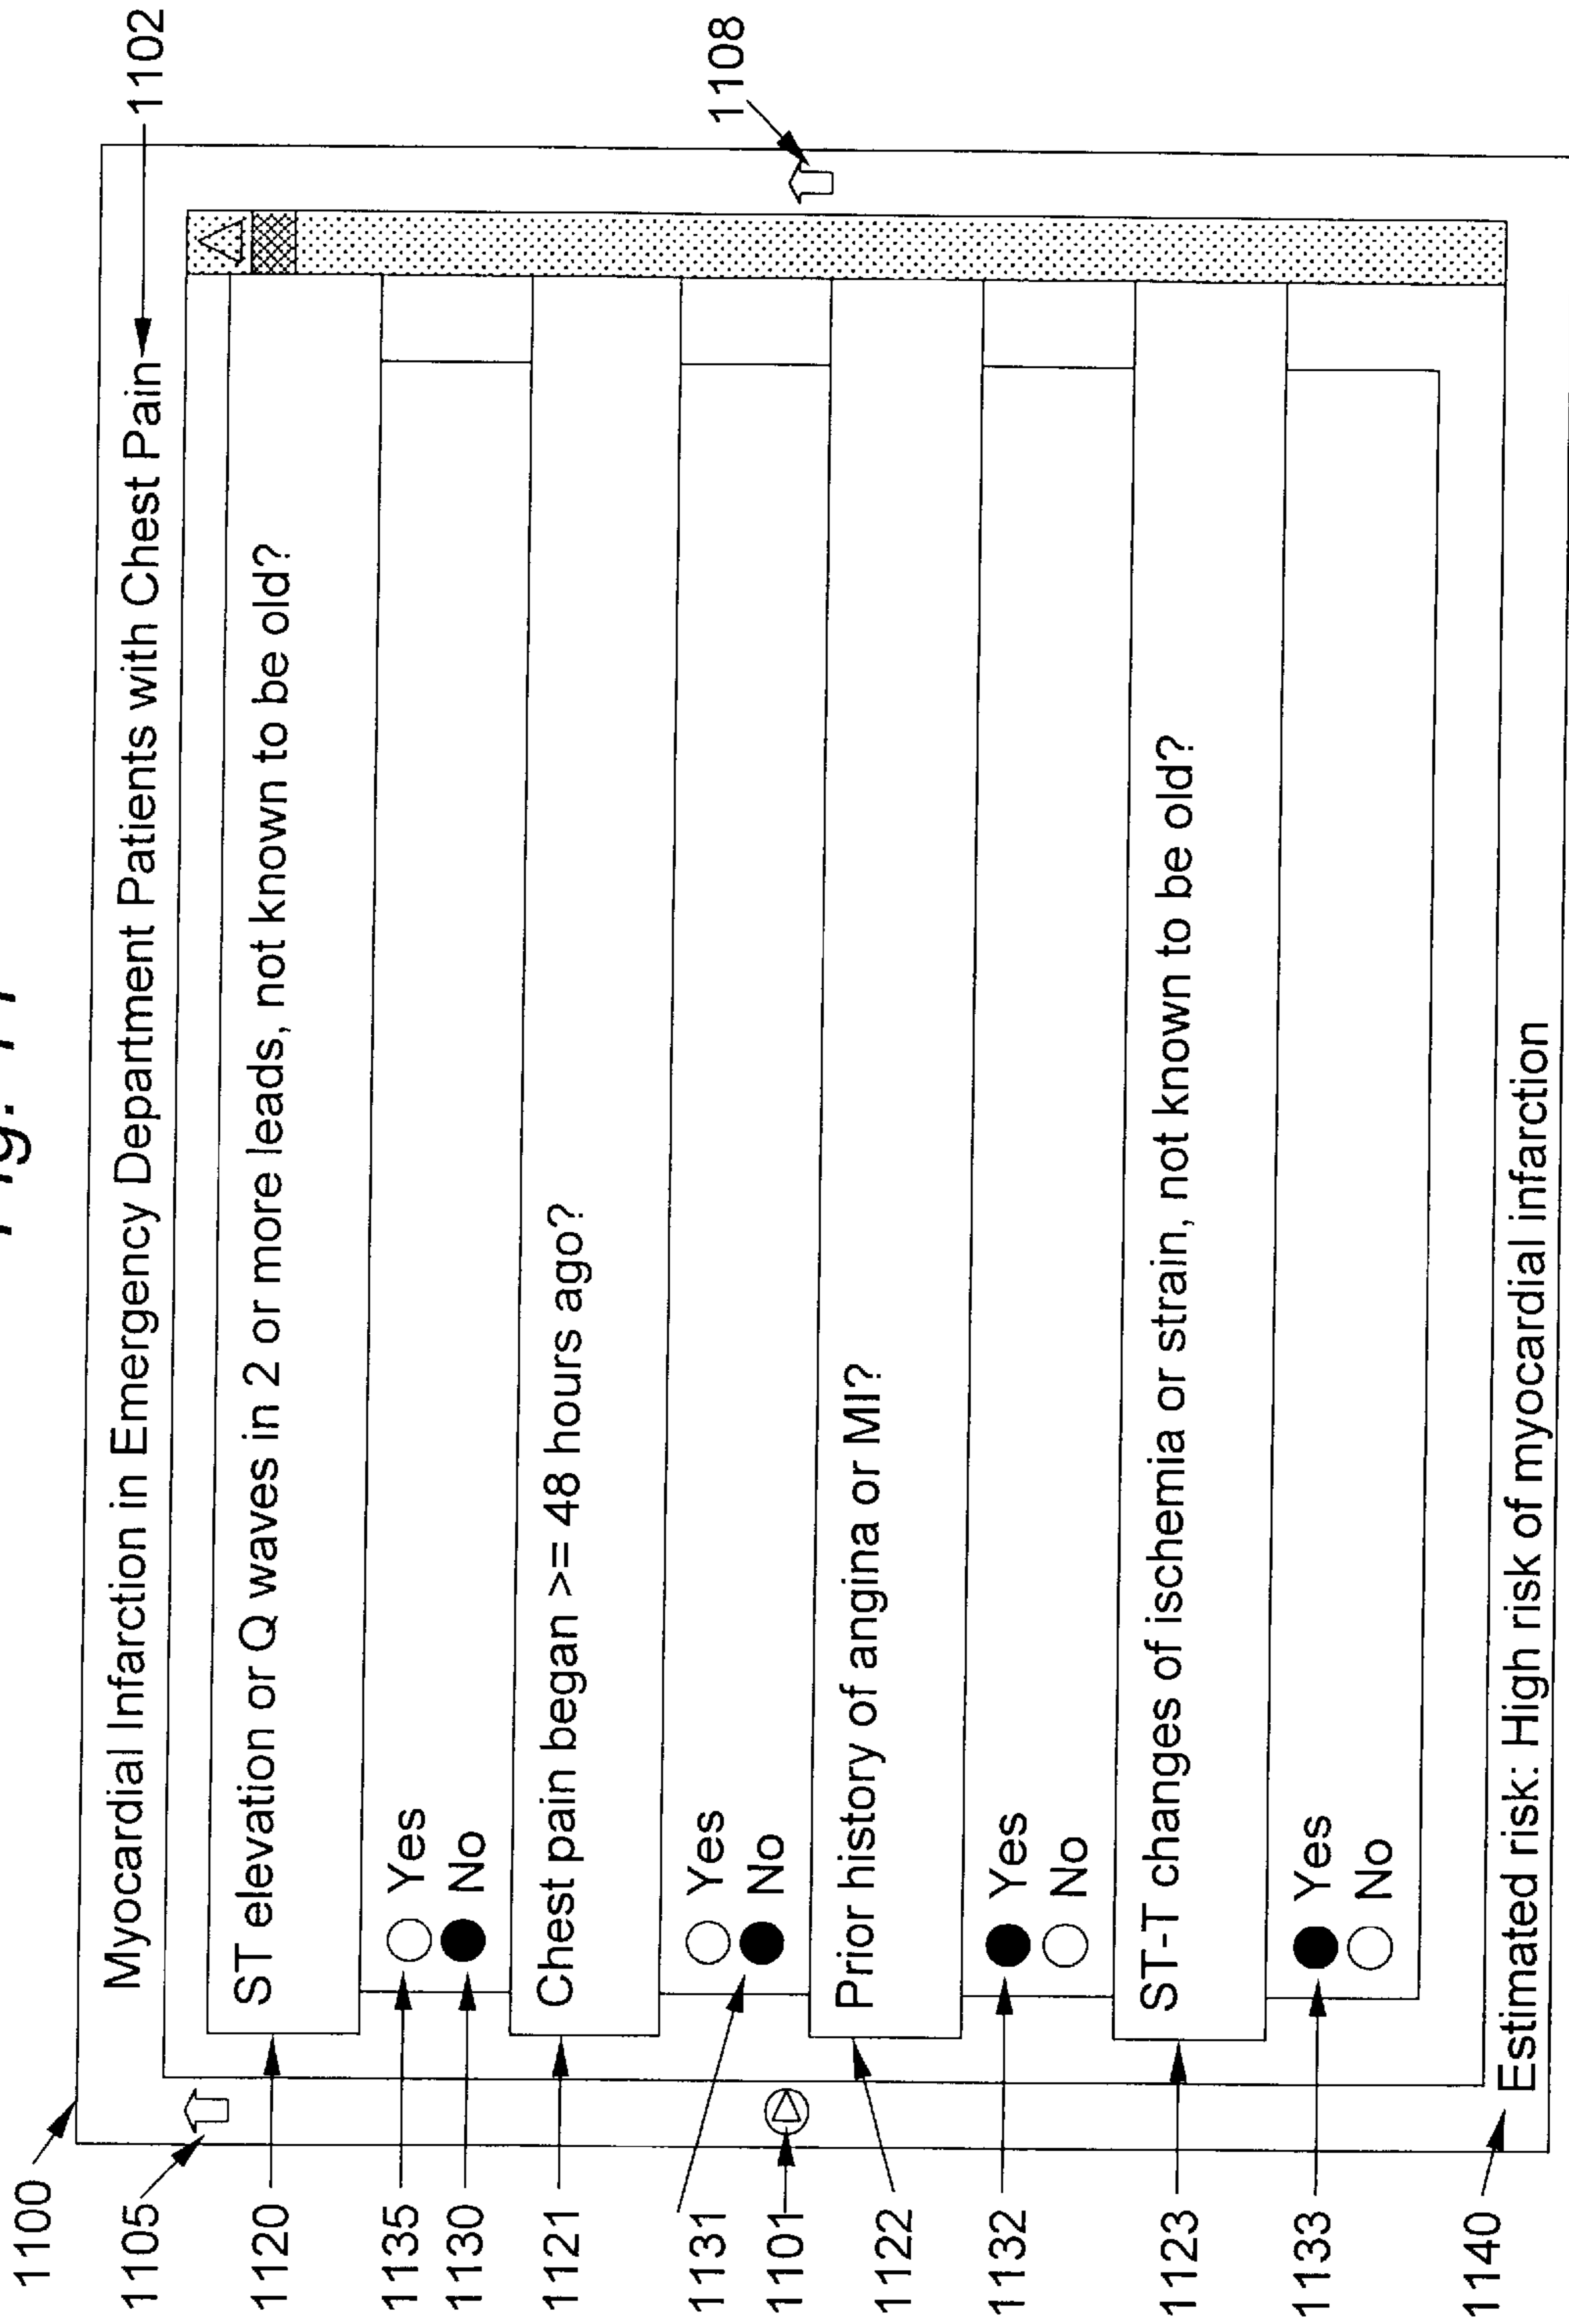 Fig. 11
1100
1105
Myocardial Infarction in Emergency Department Patients with Chest Pain
1102
1120
ST elevation or Q waves in 2 or more leads, not known to be old?
1135
Yes
1130
No
1121
Chest pain began >= 48 hours ago?
1131
Yes
No
1101
1108
1122
Prior history of angina or MI?
1132
Yes
No
1123
ST-T changes of ischemia or strain, not known to be old?
1133
Yes
No
1140
Estimated risk: High risk of myocardial infarction